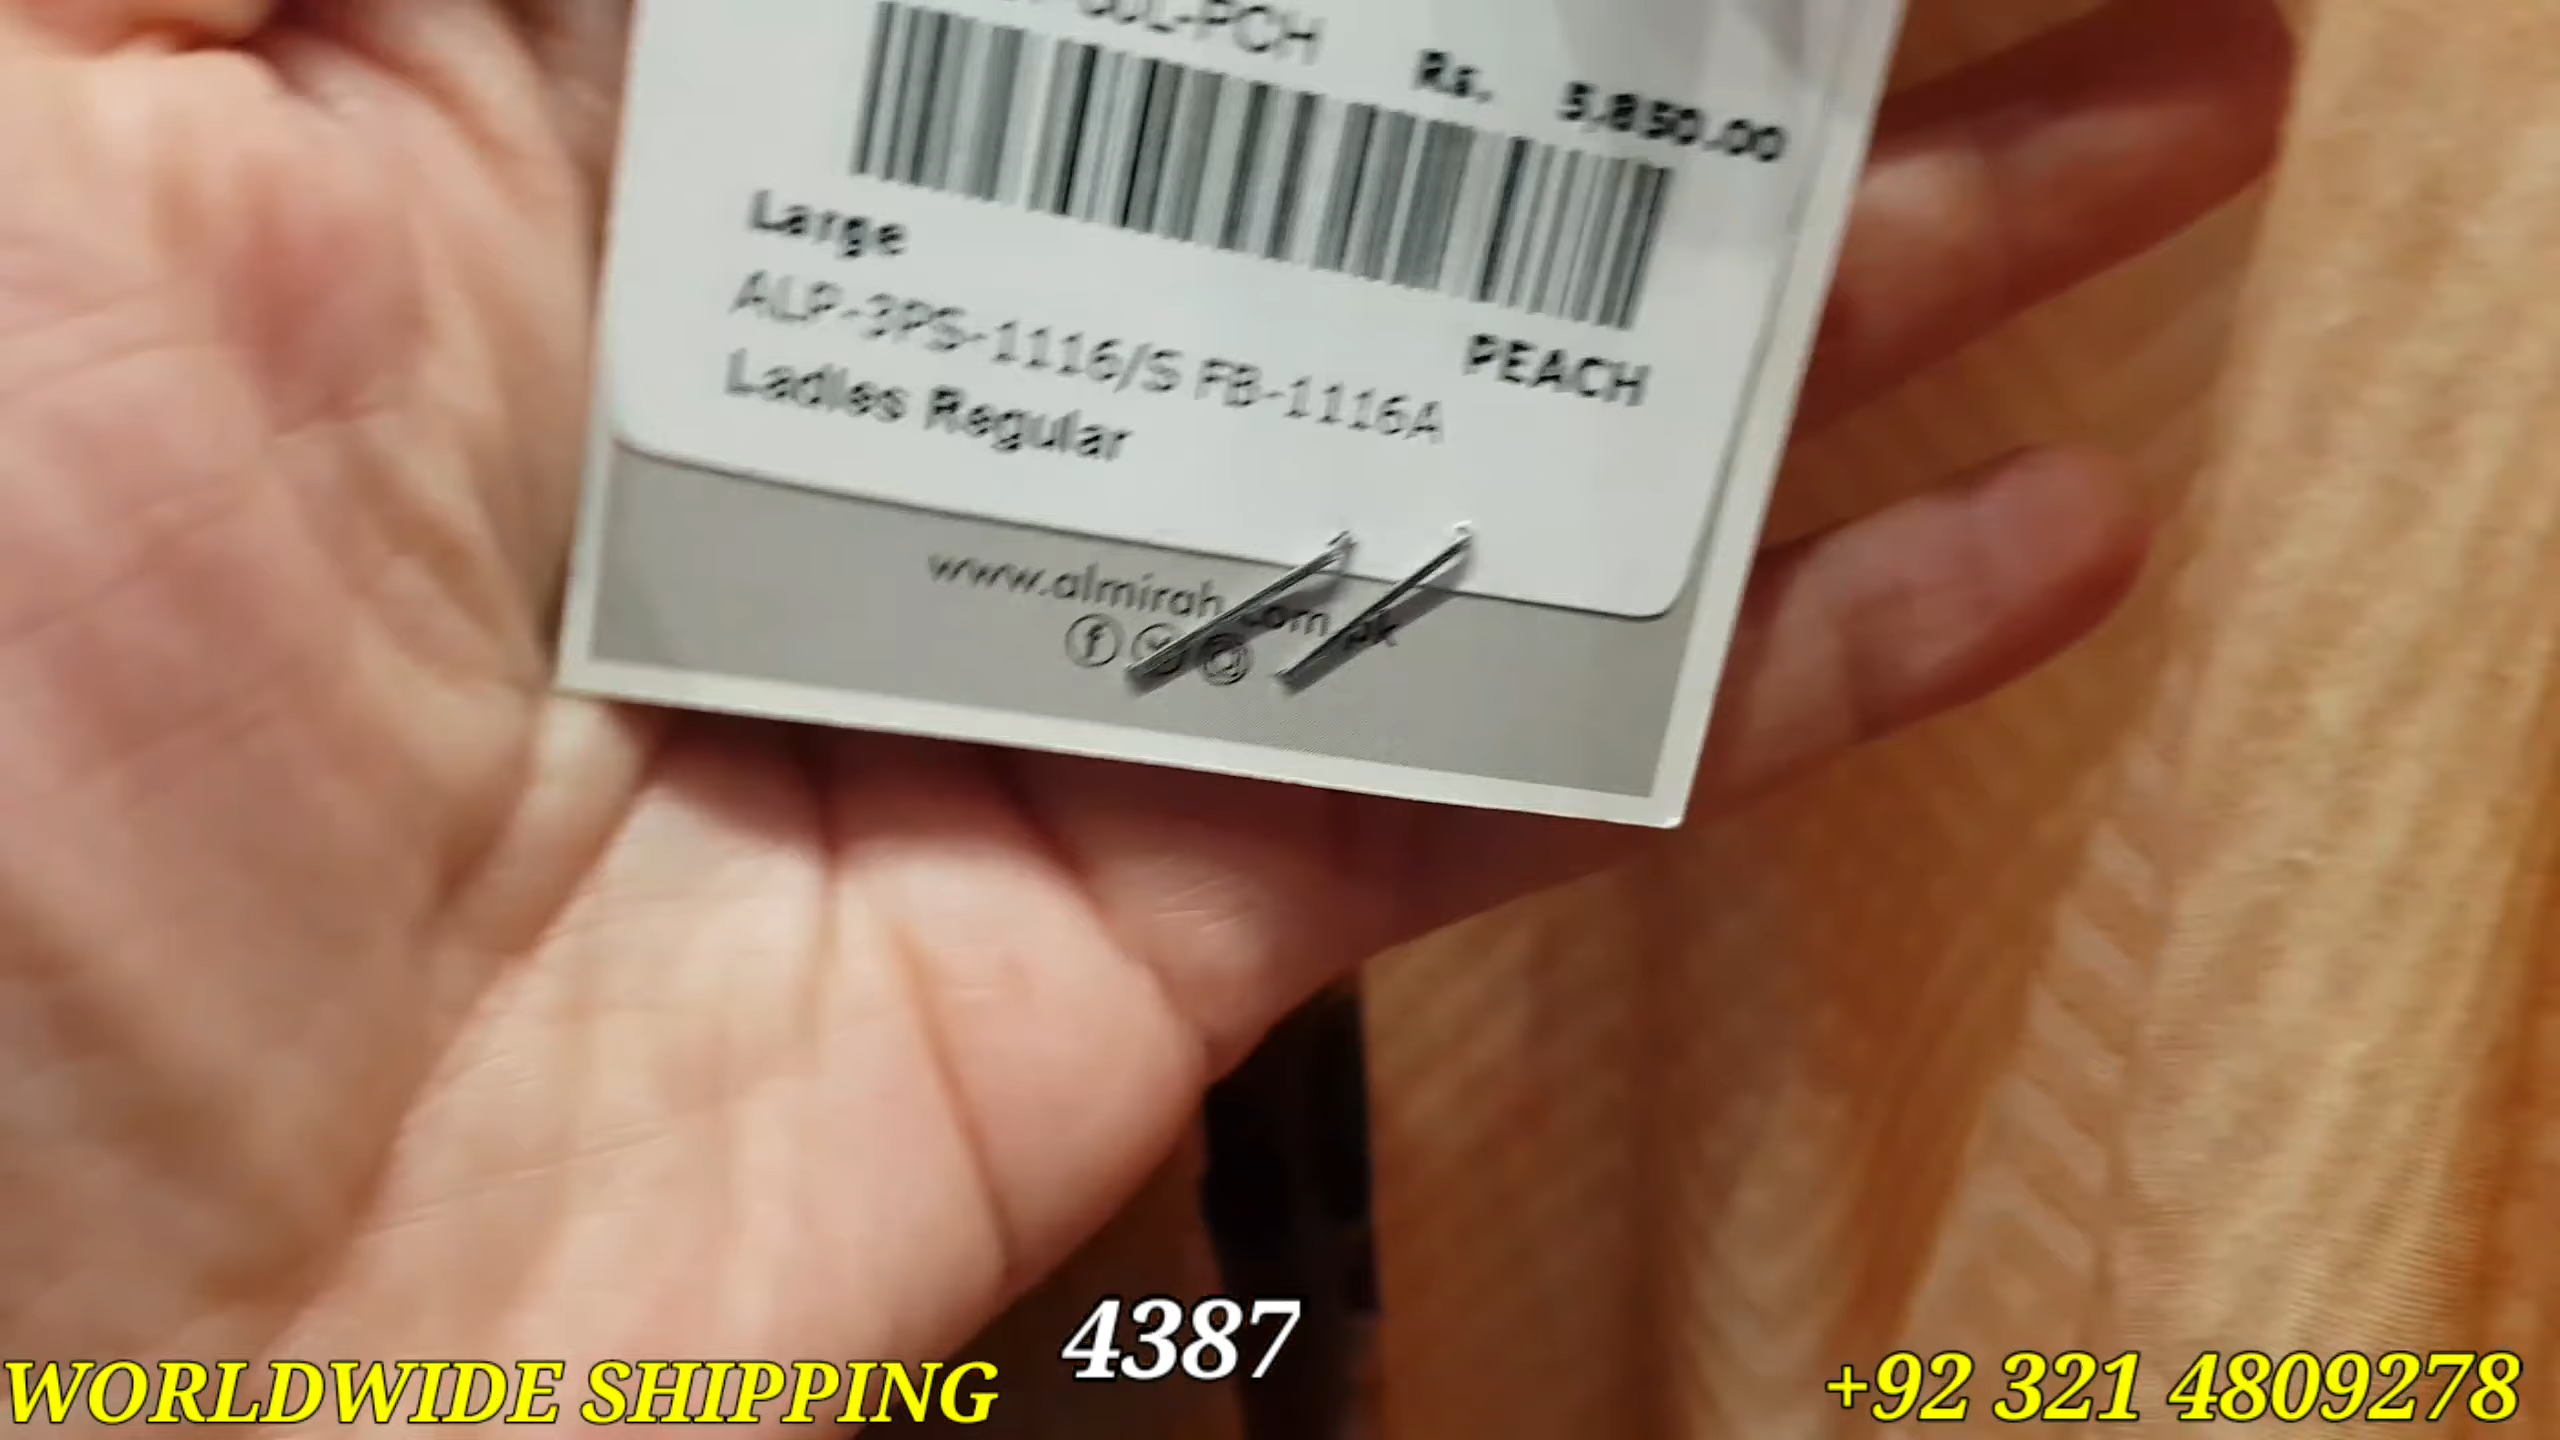 Rs. 5,850.00
Large
PEACH
ALP-3PS-1116/S FB-1116A
Ladies Regular
www.almirah.com.pk
4387
WORLDWIDE SHIPPING
+92 321 4809278